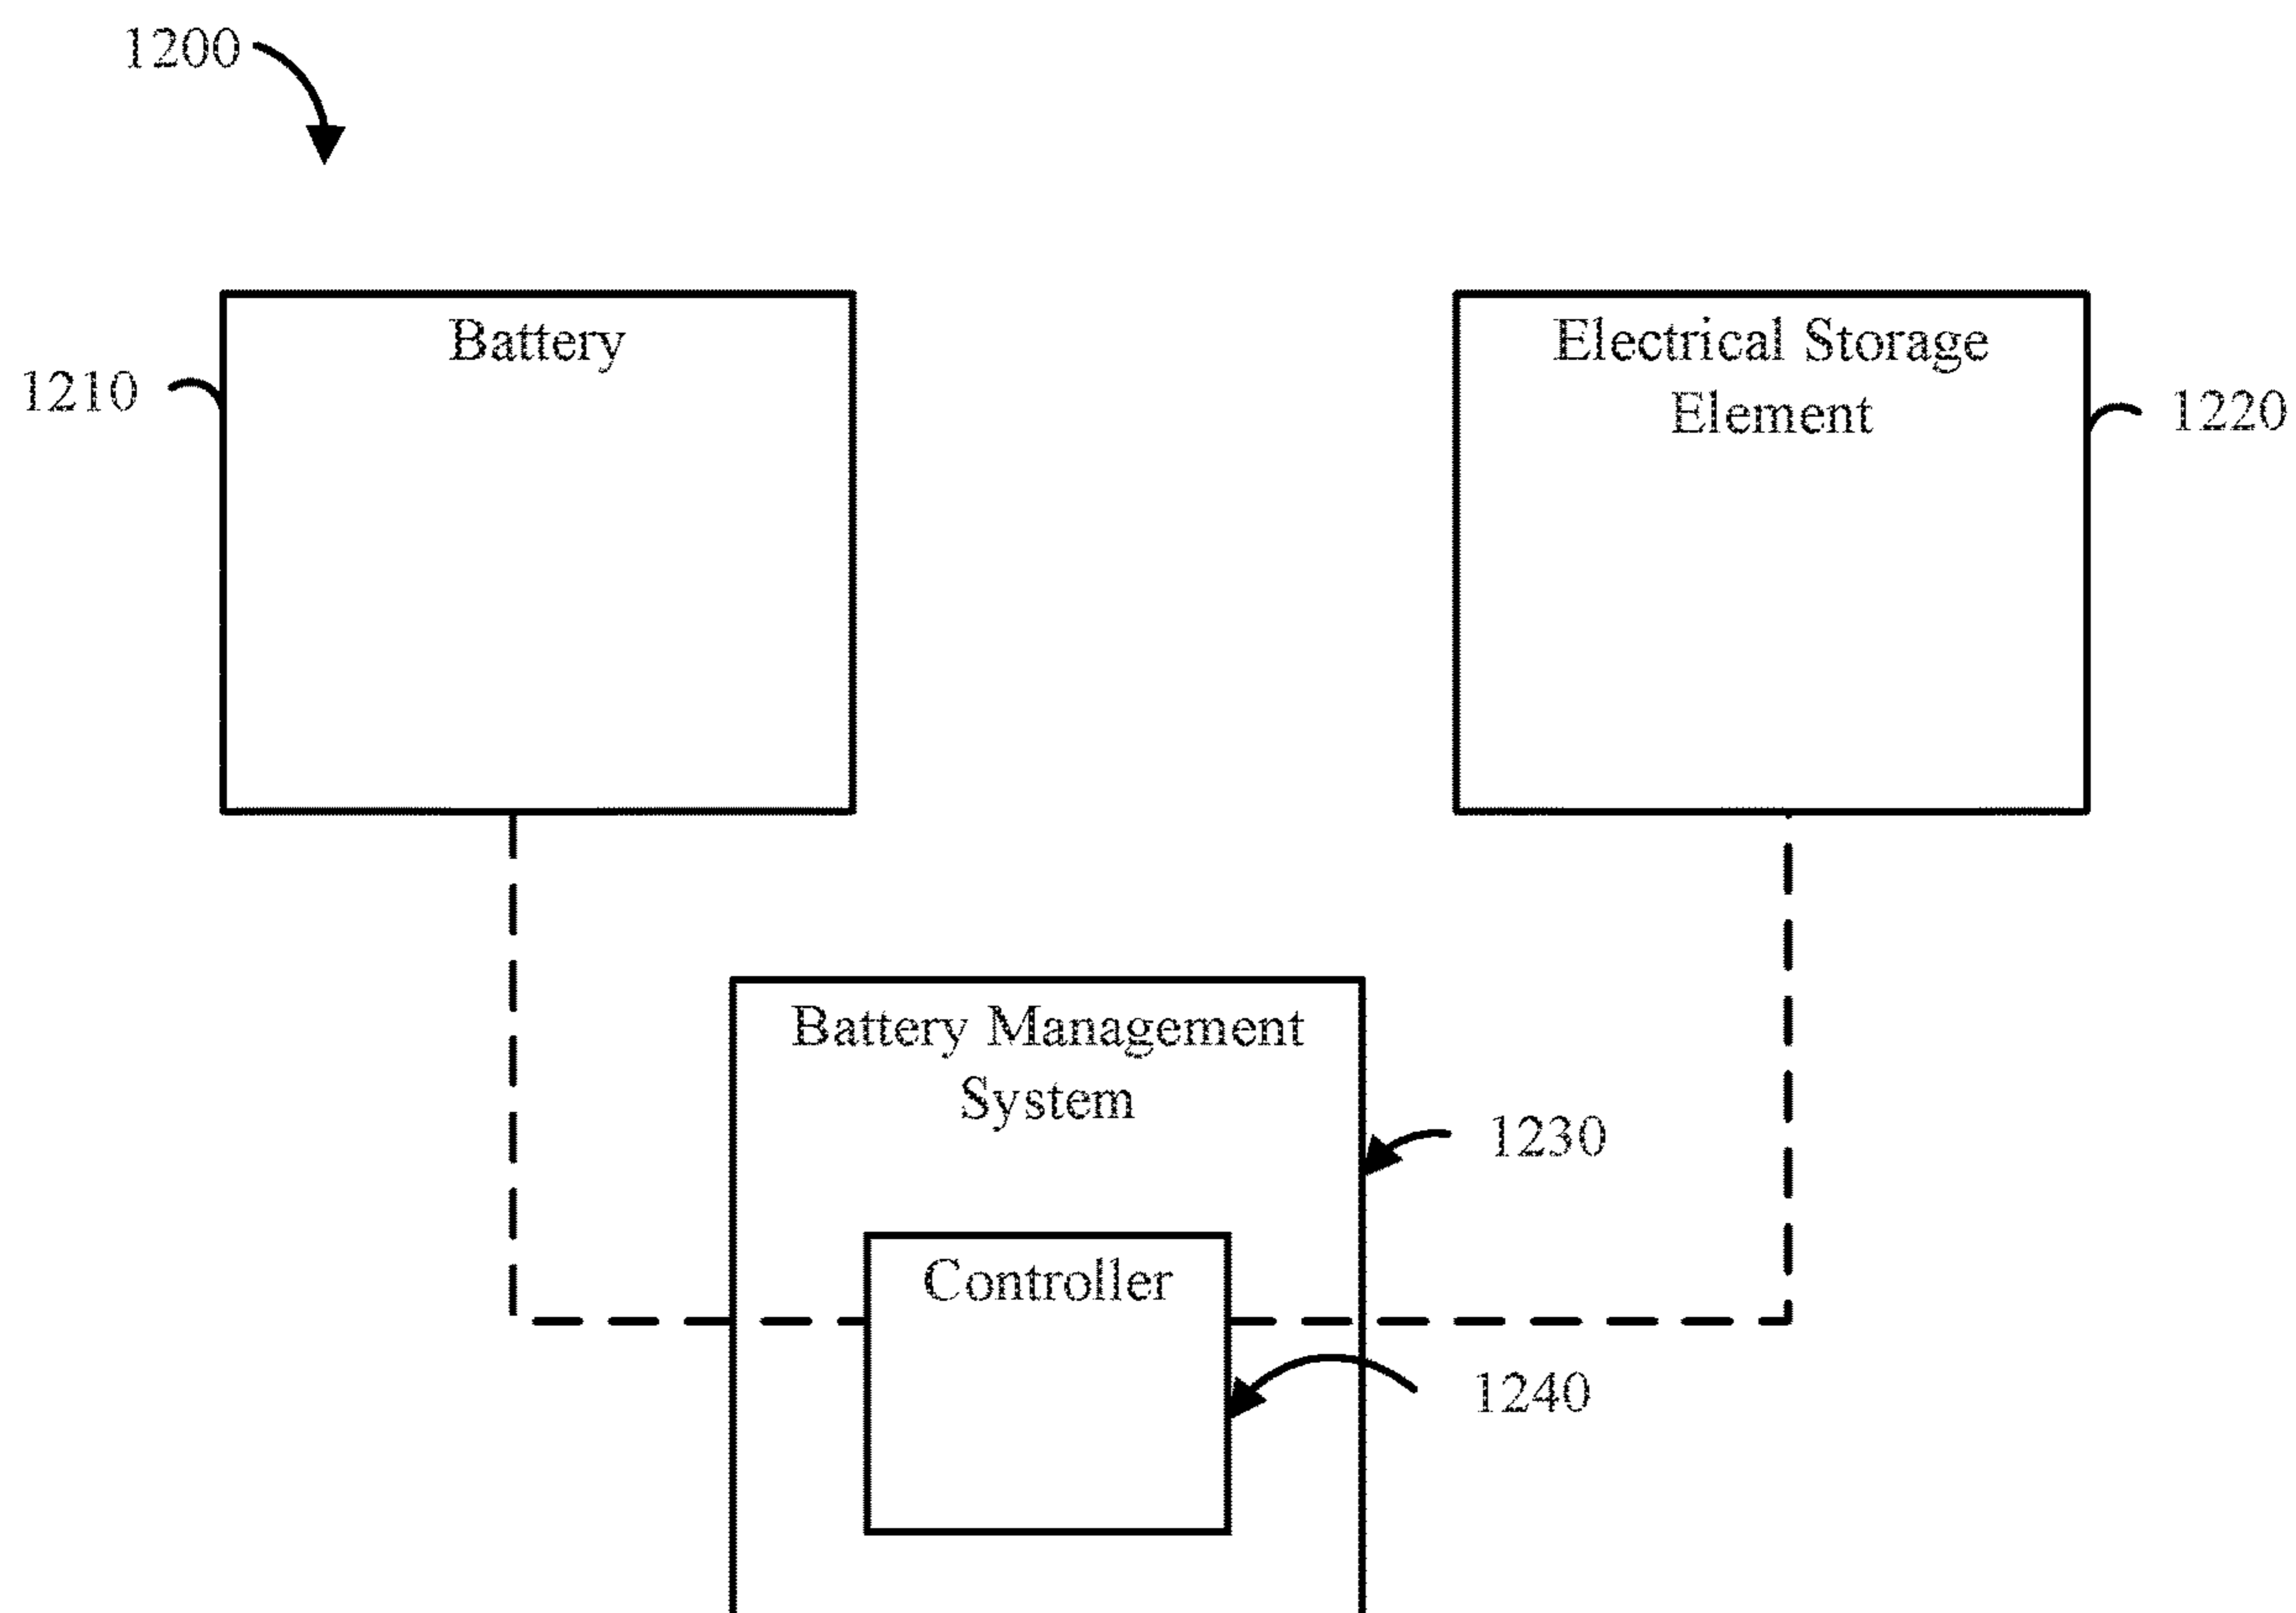 1200
Battery
Electrical Storage
Element
1210
1220
Battery Management
System
1230
Controller
1240